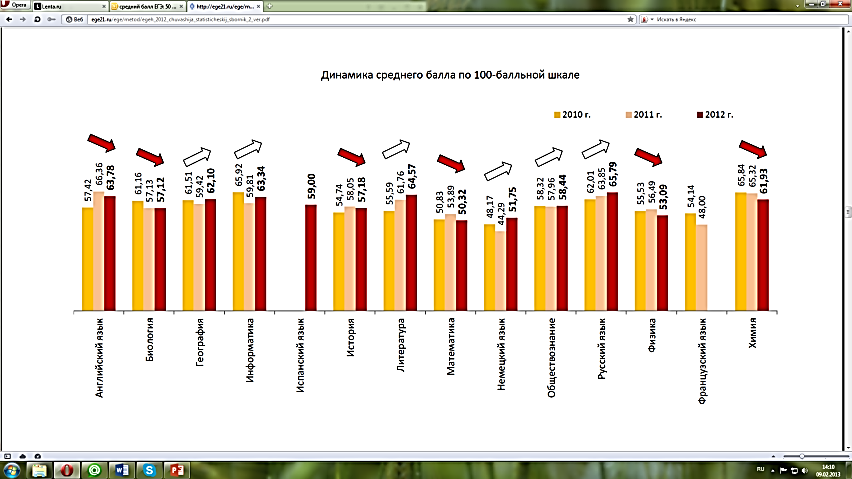 Opera
Lenta.ru
средний балл ЕГЭ: 50 ...
http://ege21.ru/ege/m...
Веб
ege21.ru/ege/metod/egeh_2012_chuvashija_statisticheskij_sbornik_2_ver.pdf
Искать в Яндекс
Динамика среднего балла по 100-балльной шкале
2010 г. 2011 г. 2012 г.
57,42 66,36 63,78
61,16 57,13 57,12
61,51 59,42 62,10
65,92 59,81 63,34
59,00
54,74 58,05 57,18
55,59 61,76 64,57
50,83 53,89 50,32
48,17 44,29 51,75
58,32 57,96 58,44
62,01 63,85 65,79
55,53 56,49 53,09
54,14 48,00
65,84 65,32 61,93
Английский язык
Биология
География
Информатика
Испанский язык
История
Литература
Математика
Немецкий язык
Обществознание
Русский язык
Физика
Французский язык
Химия
RU
14:10
09.02.2013